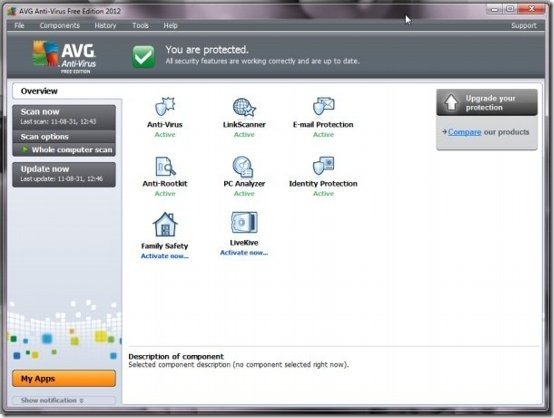 AVG Anti-Virus Free Edition 2012
File Components History Tools Help Support
AVG.
Anti-Virus
FREE EDITION
You are protected.
All security features are working correctly and are up to date.
Overview
Scan now
Last scan: 11-08-31, 12:43
Scan options
Whole computer scan
Update now
Last update: 11-08-31, 12:46
Anti-Virus
Active
LinkScanner
Active
E-mail Protection
Active
Anti-Rootkit
Active
PC Analyzer
Active
Identity Protection
Active
Family Safety
Activate now...
LiveKive
Activate now...
Upgrade your
protection
Compare our products
Description of component
Selected component description (no component selected right now).
My Apps
Show notification